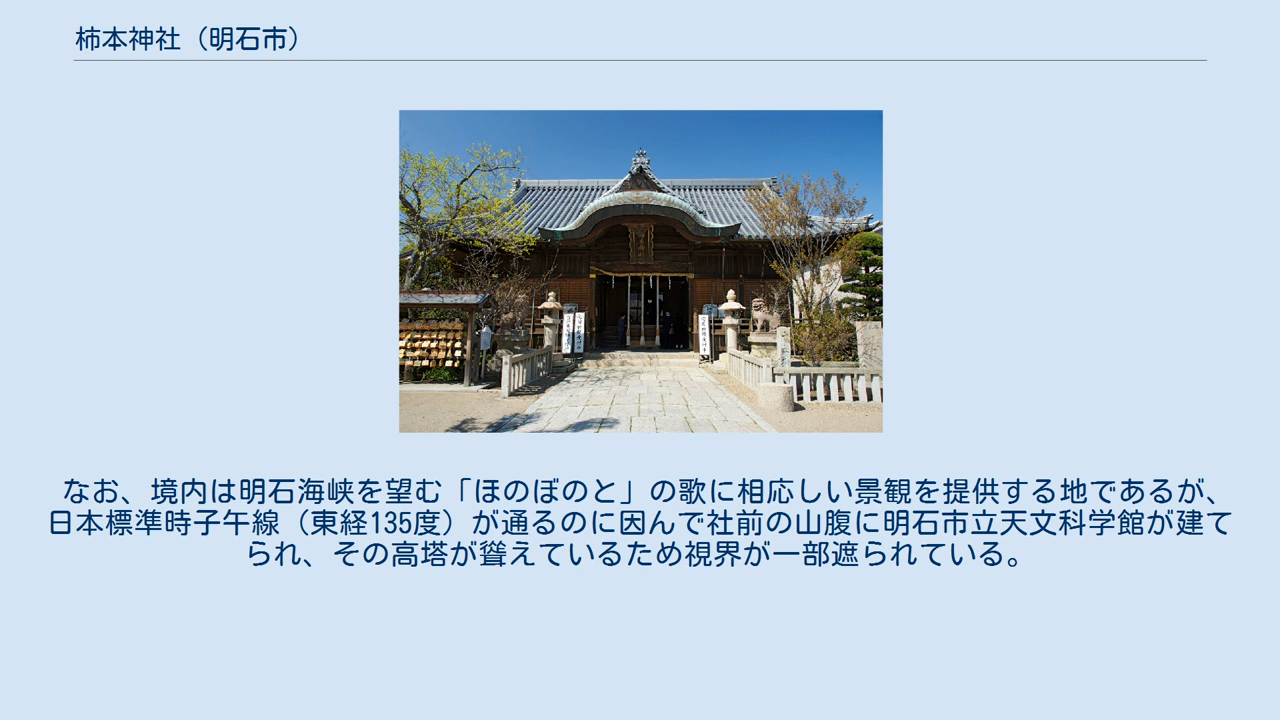 柿本神社（明石市）
なお、境内は明石海峡を望む「ほのぼのと」の歌に相応しい景観を提供する地であるが、
日本標準時子午線（東経135度）が通るのに因んで社前の山腹に明石市立天文科学館が建て
られ、その高塔が聳えているため視界が一部遮られている。